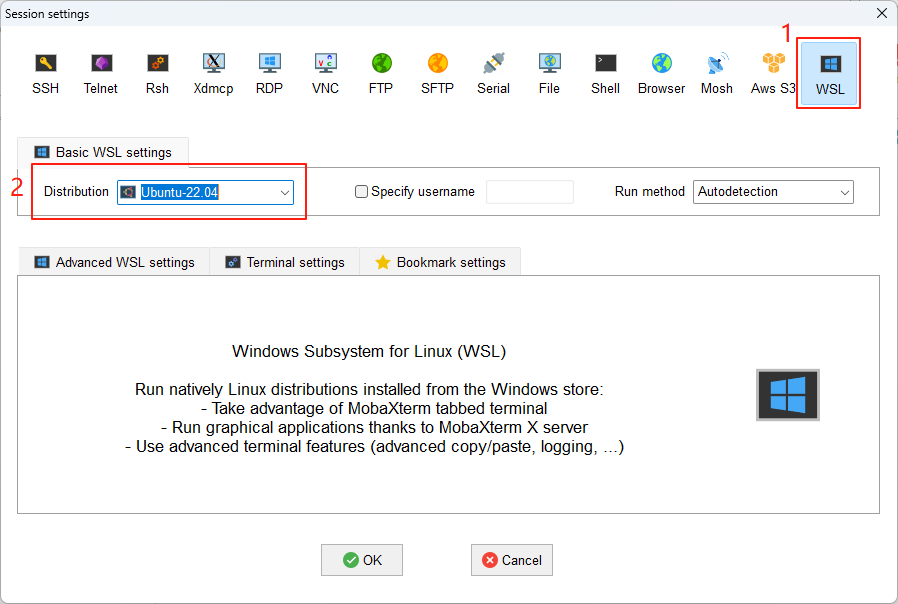 Session settings
1
SSH Telnet Rsh Xdmcp RDP VNC FTP SFTP Serial File Shell Browser Mosh Aws S3 WSL
Basic WSL settings
2
Distribution Ubuntu-22.04 Specify username Run method Autodetection
Advanced WSL settings Terminal settings Bookmark settings
Windows Subsystem for Linux (WSL)
Run natively Linux distributions installed from the Windows store:
- Take advantage of MobaXterm tabbed terminal
- Run graphical applications thanks to MobaXterm X server
- Use advanced terminal features (advanced copy/paste, logging, ...)
OK Cancel